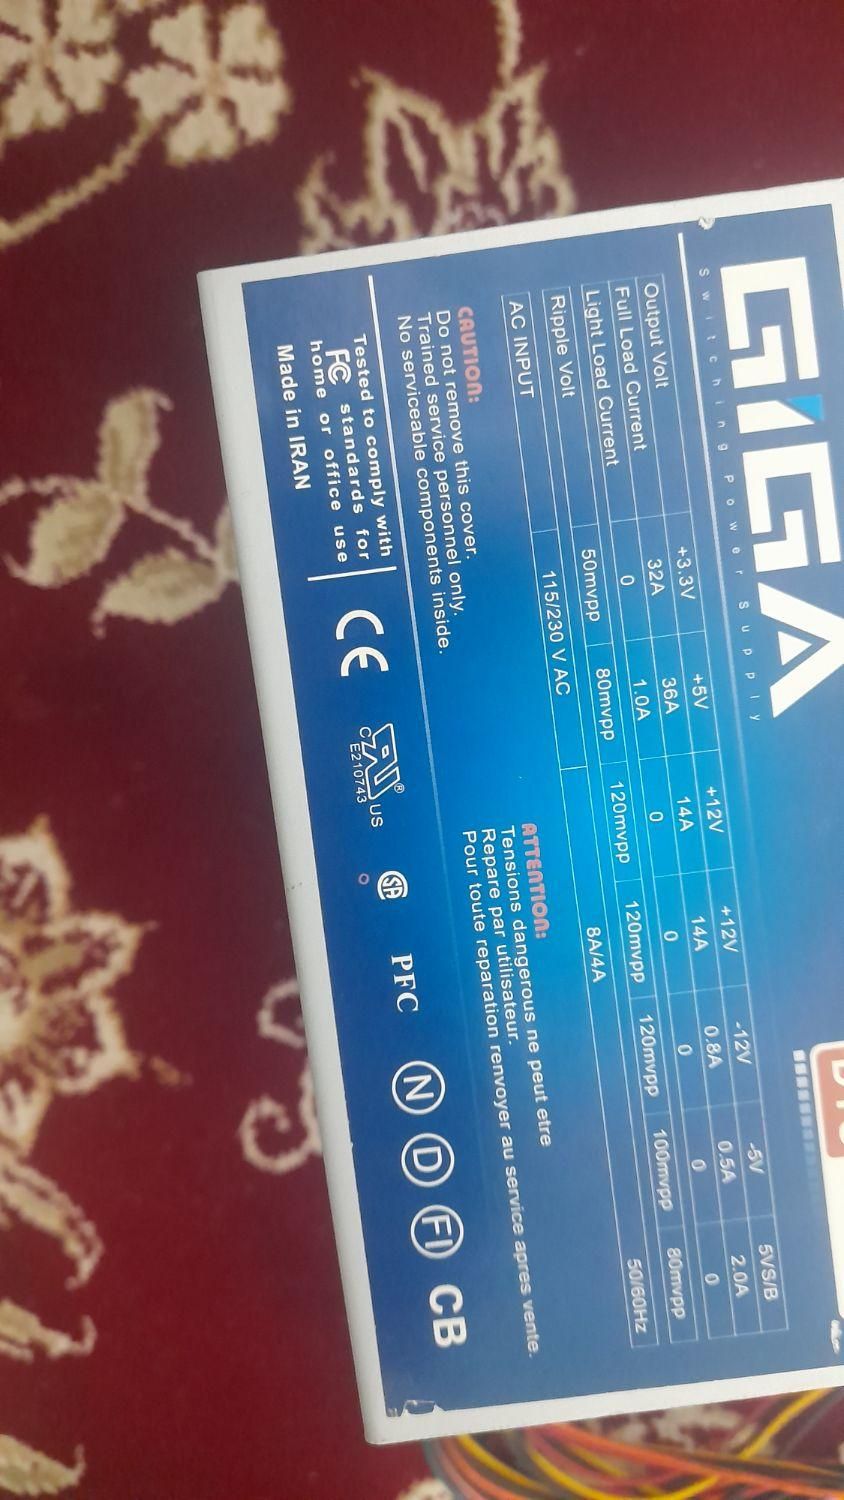 GIGA
Switching Power Supply
Output Volt +3.3V +5V +12V +12V -12V -5V 5VS/B
Full Load Current 32A 36A 14A 14A 0.8A 0.5A 2.0A
Light Load Current 0 1.0A 0 0 0 0 0
Ripple Volt 50mvpp 80mvpp 120mvpp 120mvpp 120mvpp 100mvpp 80mvpp
AC INPUT 115/230 V AC 8A/4A 50/60Hz
CAUTION:
Do not remove this cover.
Trained service personnel only.
No serviceable components inside.
ATTENTION:
Tensions dangerous ne peut etre
Repare par utilisateur.
Pour toute reparation renvoyer au service apres vente.
Tested to comply with
FC standards for
home or office use
Made in IRAN
CE
US
E210743
SA
PFC
N D FI CB